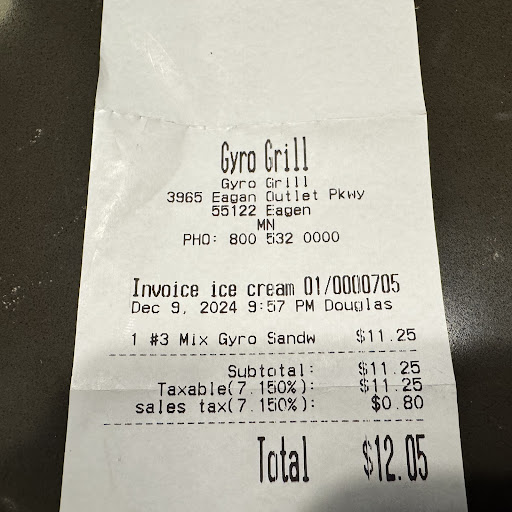 Gyro Grill
Gyro Grill
3965 Eagan Outlet Pkwy
55122 Eagen
MN
PHO: 800 532 0000
Invoice ice cream 01/0000705
Dec 9, 2024 9:57 PM Douglas
1 #3 Mix Gyro Sandw $11.25
Subtotal: $11.25
Taxable(7.150%): $11.25
sales tax(7.150%): $0.80
Total $12.05